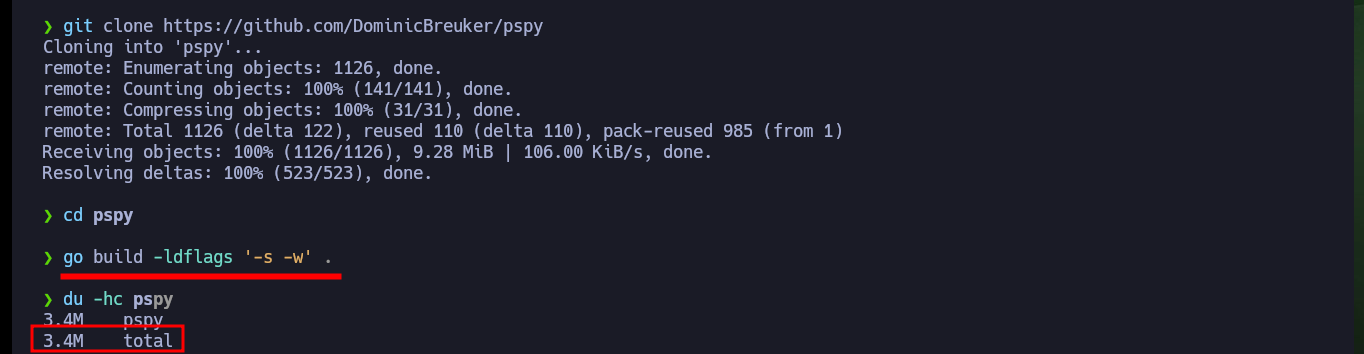 ❯ git clone https://github.com/DominicBreuker/pspy
Cloning into 'pspy'...
remote: Enumerating objects: 1126, done.
remote: Counting objects: 100% (141/141), done.
remote: Compressing objects: 100% (31/31), done.
remote: Total 1126 (delta 122), reused 110 (delta 110), pack-reused 985 (from 1)
Receiving objects: 100% (1126/1126), 9.28 MiB | 106.00 KiB/s, done.
Resolving deltas: 100% (523/523), done.
❯ cd pspy
❯ go build -ldflags '-s -w' .
❯ du -hc pspy
3.4M    pspy
3.4M    total